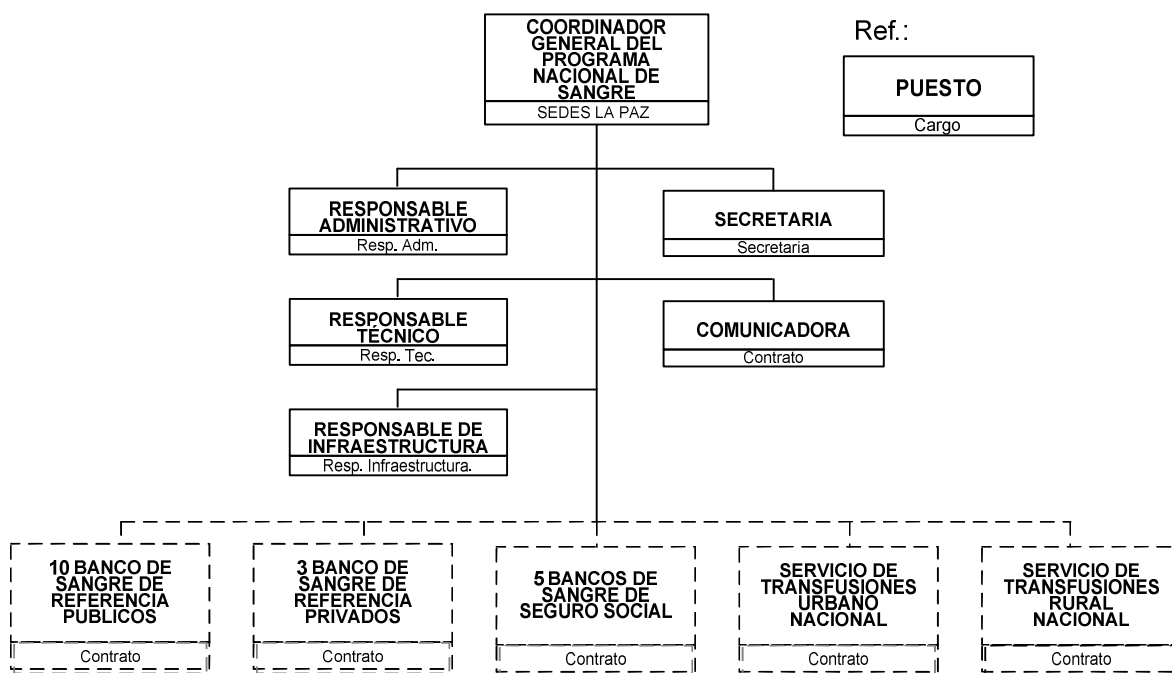 COORDINADOR
GENERAL DEL
PROGRAMA
NACIONAL DE
SANGRE
SEDES LA PAZ
Ref.:
PUESTO
Cargo
RESPONSABLE
ADMINISTRATIVO
Resp. Adm.
SECRETARIA
Secretaria
RESPONSABLE
TÉCNICO
Resp. Tec.
COMUNICADORA
Contrato
RESPONSABLE DE
INFRAESTRUCTURA
Resp. Infraestructura.
10 BANCO DE
SANGRE DE
REFERENCIA
PUBLICOS
Contrato
3 BANCO DE
SANGRE DE
REFERENCIA
PRIVADOS
Contrato
5 BANCOS DE
SANGRE DE
SEGURO SOCIAL
Contrato
SERVICIO DE
TRANSFUSIONES
URBANO
NACIONAL
Contrato
SERVICIO DE
TRANSFUSIONES
RURAL
NACIONAL
Contrato